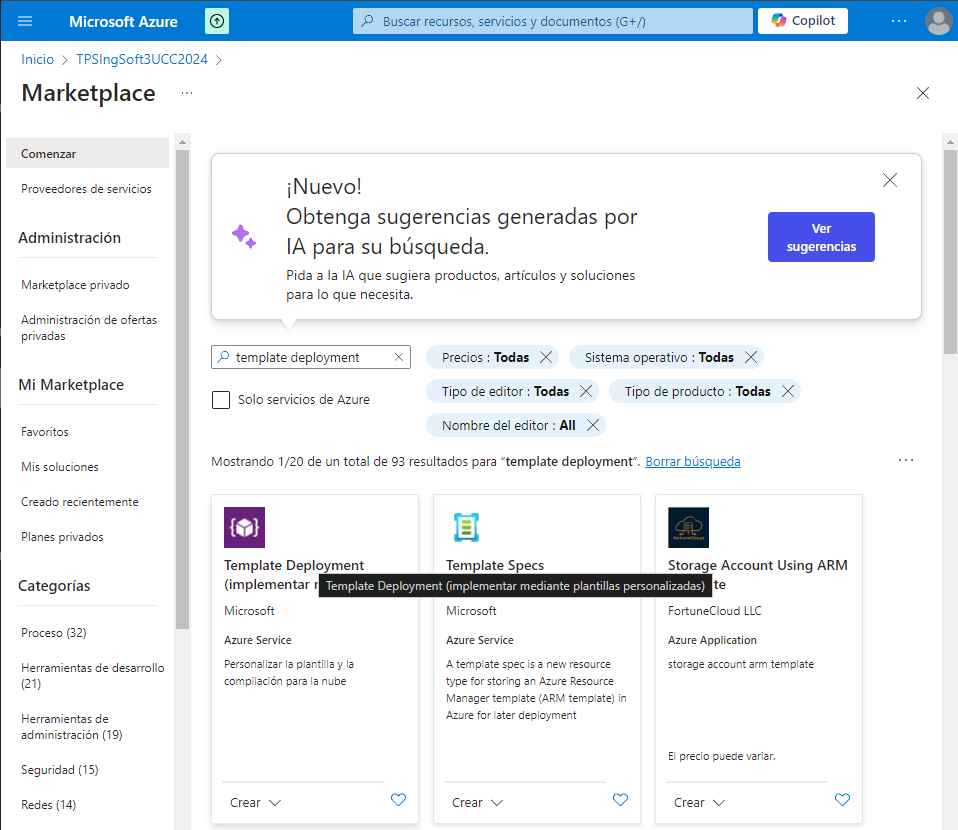 Microsoft Azure
Buscar recursos, servicios y documentos (G+/)
Copilot
...
Inicio > TPSIngSoft3UCC2024 >
Marketplace ...
Comenzar
Proveedores de servicios
Administración
Marketplace privado
Administración de ofertas
privadas
Mi Marketplace
Favoritos
Mis soluciones
Creado recientemente
Planes privados
Categorías
Proceso (32)
Herramientas de desarrollo
(21)
Herramientas de
administración (19)
Seguridad (15)
Redes (14)
¡Nuevo!
Obtenga sugerencias generadas por
IA para su búsqueda.
Pida a la IA que sugiera productos, artículos y soluciones
para lo que necesita.
Ver
sugerencias
template deployment
Precios : Todas
Sistema operativo : Todas
Solo servicios de Azure
Tipo de editor : Todas
Tipo de producto : Todas
Nombre del editor : All
Mostrando 1/20 de un total de 93 resultados para “template deployment”. Borrar búsqueda
...
Template Deployment
(implementar
Template Deployment (implementar mediante plantillas personalizadas)
Microsoft
Azure Service
Personalizar la plantilla y la
compilación para la nube
Crear
Template Specs
Microsoft
Azure Service
A template spec is a new resource
type for storing an Azure Resource
Manager template (ARM template) in
Azure for later deployment
Crear
FortuneCloud
Storage Account Using ARM
te
FortuneCloud LLC
Azure Application
storage account arm template
El precio puede variar.
Crear